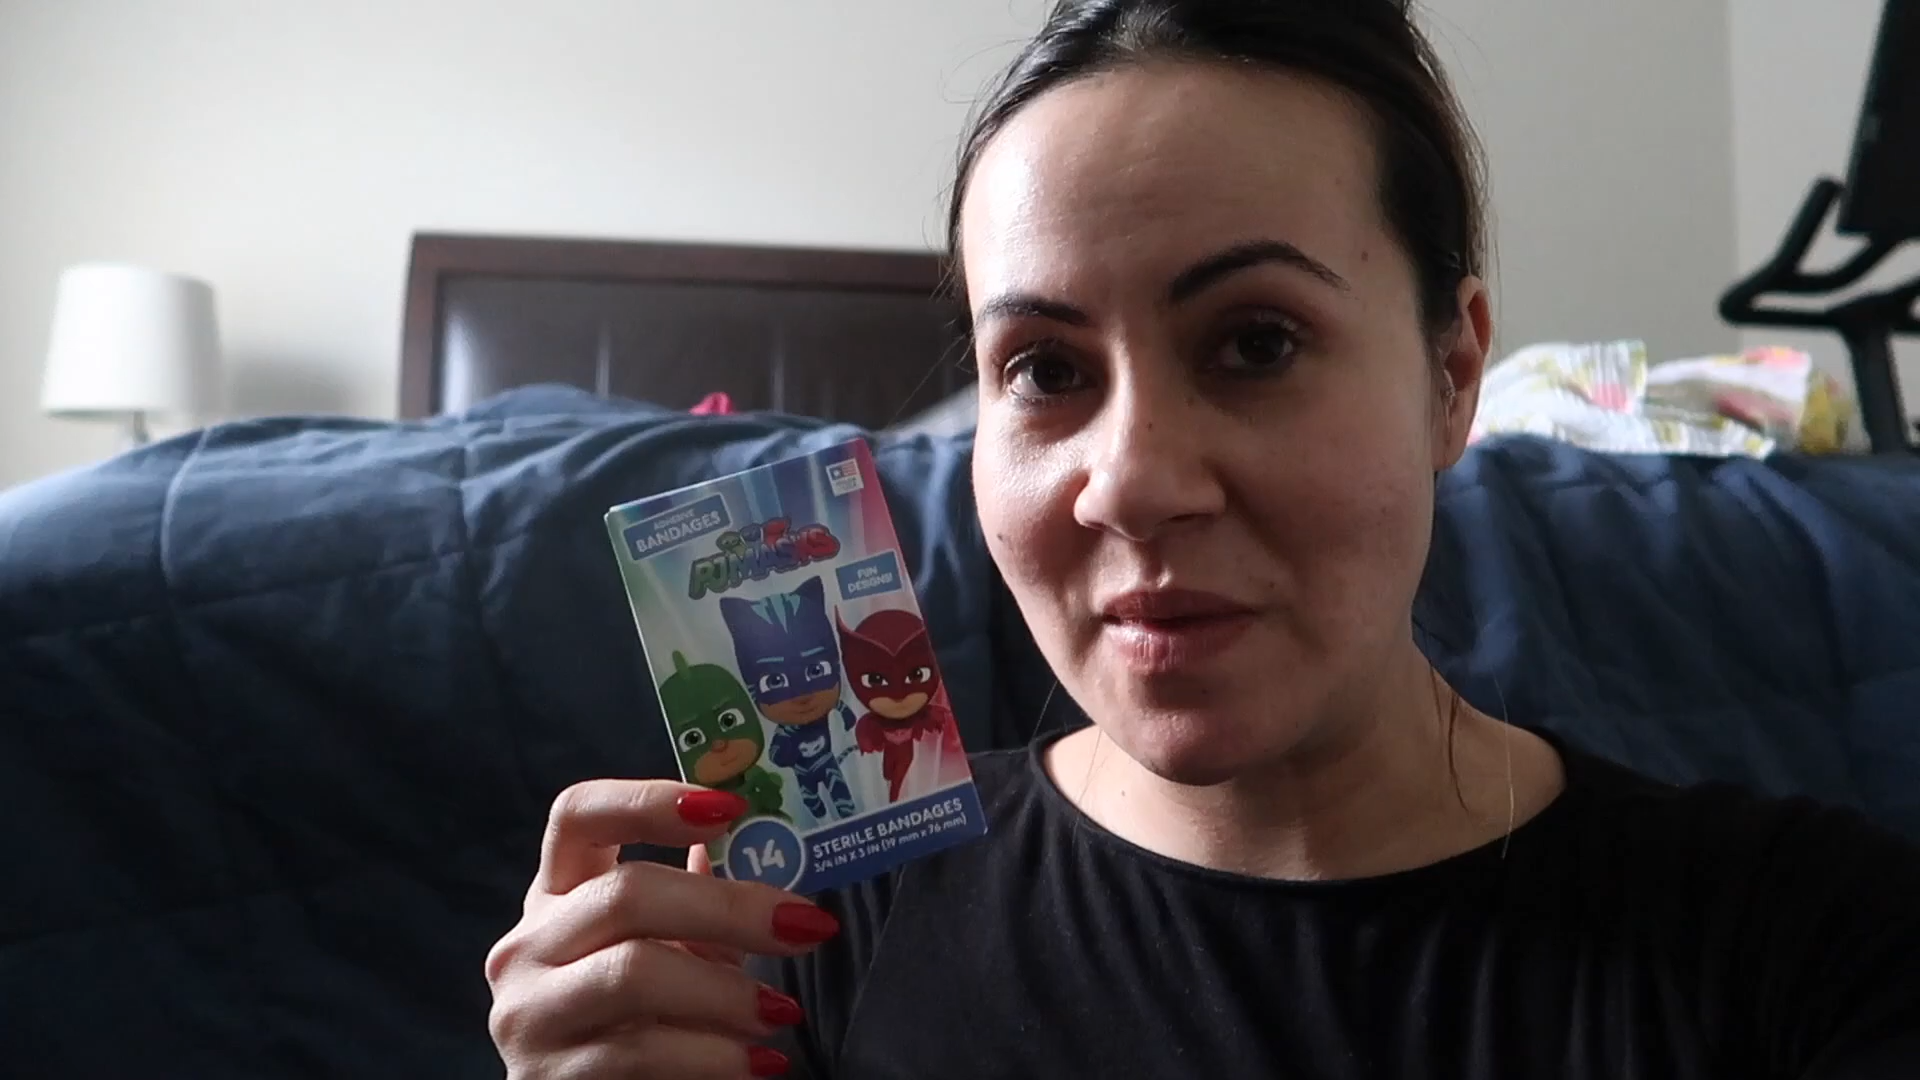 ADHESIVE
BANDAGES
PJMASKS
FUN
DESIGNS!
14
STERILE BANDAGES
3/4 IN X 3 IN (19 mm x 76 mm)